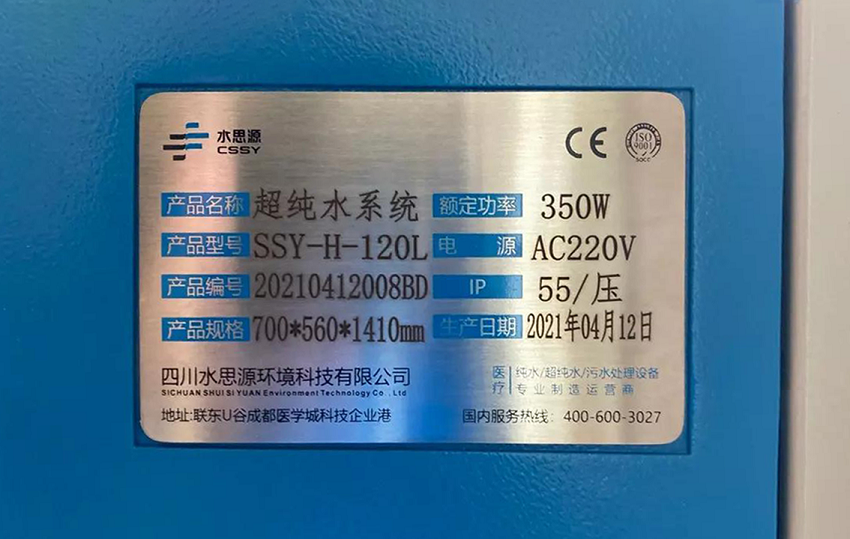 水思源
CSSY
CE
ISO
9001
SQCC
产品名称 超纯水系统 额定功率 350W
产品型号 SSY-H-120L 电 源 AC220V
产品编号 20210412008BD IP 55/压
产品规格 700*560*1410mm 生产日期 2021年04月12日
四川水思源环境科技有限公司
SICHUAN SHUI SI YUAN Environment Technology Co . , Ltd
医疗
纯水/超纯水/污水处理设备
专业制造运营商
地址: 联东U谷成都医学城科技企业港
国内服务热线: 400-600-3027